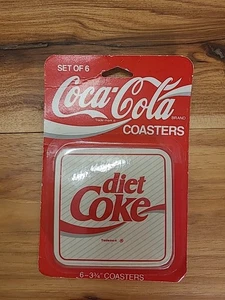 SET OF 6
Coca-Cola
BRAND
COASTERS
diet
Coke
6-3¾" COASTERS